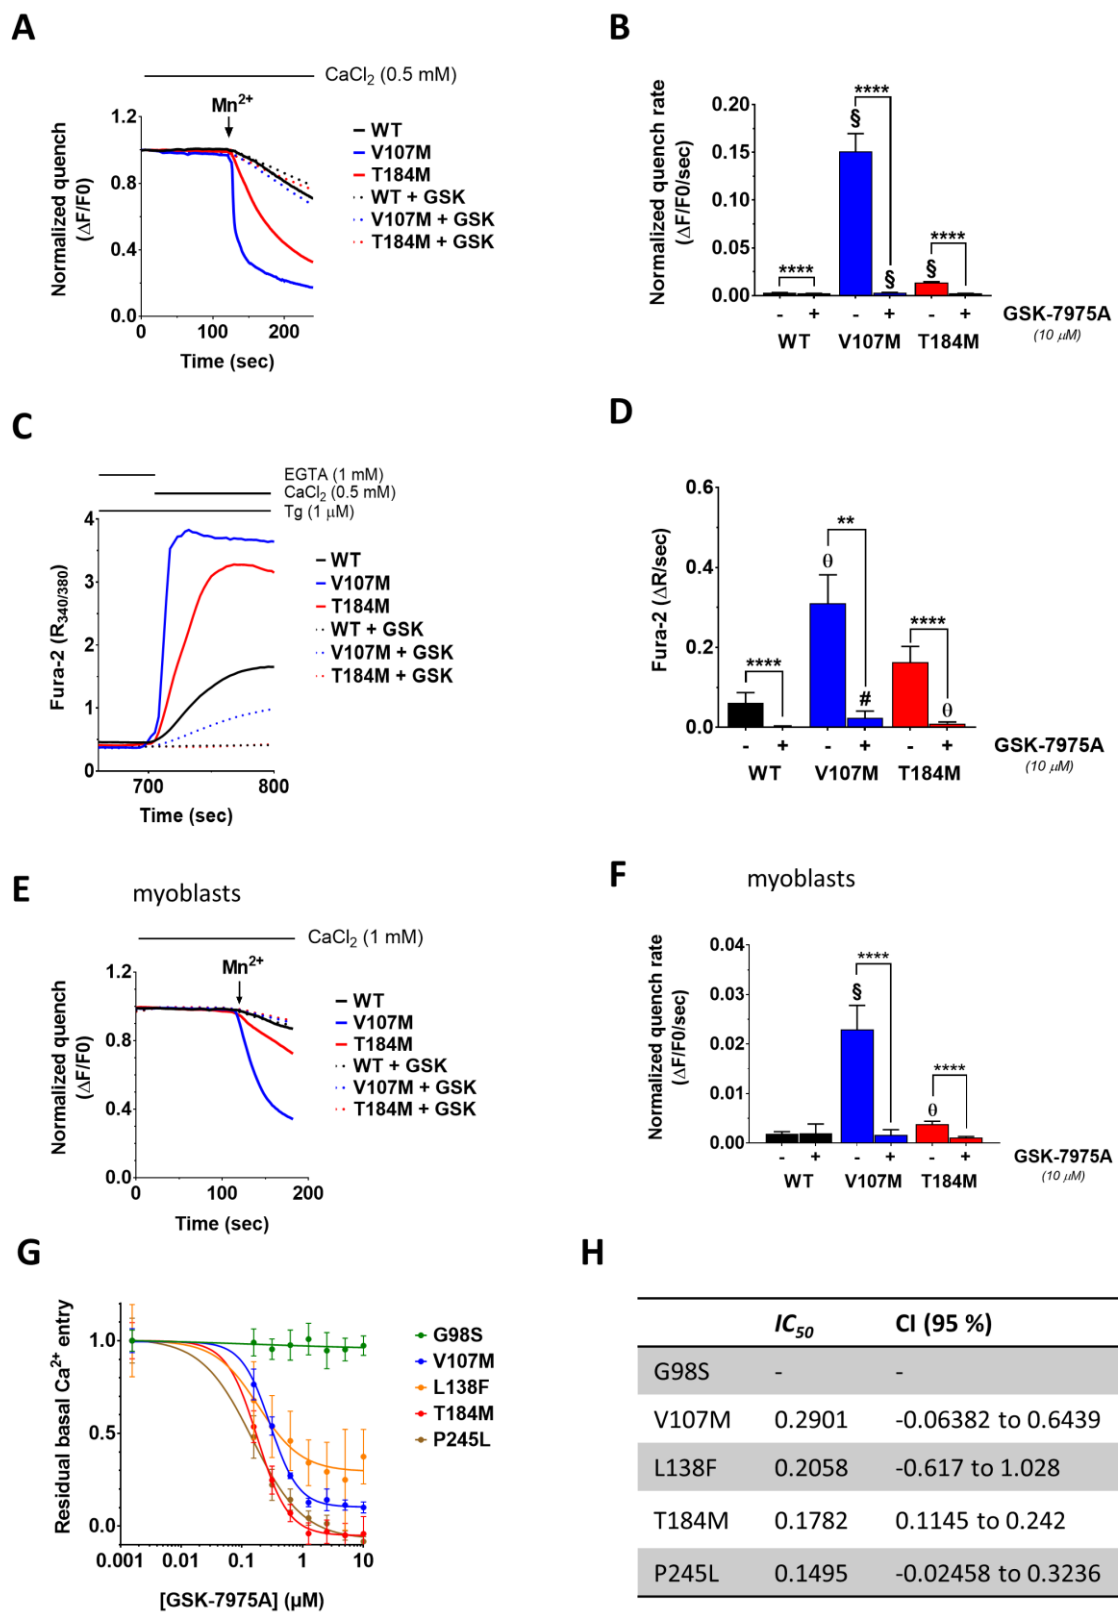 A
CaCl2 (0.5 mM)
Mn2+
Normalized quench
(ΔF/F0)
1.2
0.8
0.4
0.0
0
100
200
Time (sec)
WT
V107M
T184M
WT + GSK
V107M + GSK
T184M + GSK
B
Normalized quench rate
(ΔF/F0/sec)
0.20
0.15
0.10
0.05
0.00
****
§
****
§
§
****
- + - + - +
WT V107M T184M
GSK-7975A
(10 μM)
C
EGTA (1 mM)
CaCl2 (0.5 mM)
Tg (1 μM)
Fura-2 (R340/380)
4
3
2
1
0
700
800
Time (sec)
WT
V107M
T184M
WT + GSK
V107M + GSK
T184M + GSK
D
Fura-2 (ΔR/sec)
0.6
0.4
0.2
0.0
****
θ
**
#
****
θ
- + - + - +
WT V107M T184M
GSK-7975A
(10 μM)
E
myoblasts
CaCl2 (1 mM)
Mn2+
Normalized quench
(ΔF/F0)
1.2
0.8
0.4
0.0
0
100
200
Time (sec)
WT
V107M
T184M
WT + GSK
V107M + GSK
T184M + GSK
F
myoblasts
Normalized quench rate
(ΔF/F0/sec)
0.04
0.03
0.02
0.01
0.00
§
****
θ
****
- + - + - +
WT V107M T184M
GSK-7975A
(10 μM)
G
Residual basal Ca2+ entry
1.0
0.5
0.0
0.001 0.01 0.1 1 10
[GSK-7975A] (μM)
G98S
V107M
L138F
T184M
P245L
H
IC50 CI (95 %)
G98S - -
V107M 0.2901 -0.06382 to 0.6439
L138F 0.2058 -0.617 to 1.028
T184M 0.1782 0.1145 to 0.242
P245L 0.1495 -0.02458 to 0.3236